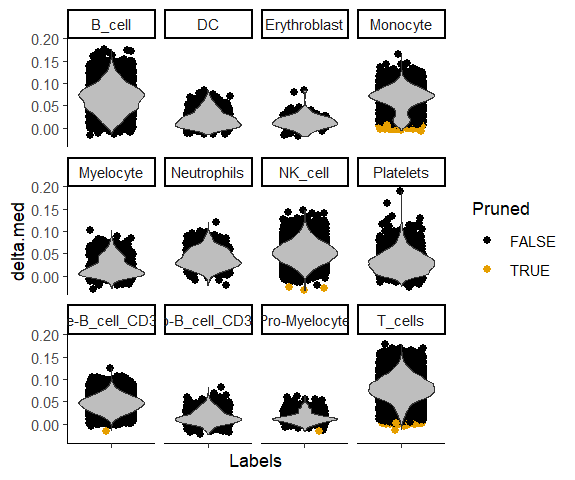 B_cell DC Erythroblast Monocyte
0.20
0.15
0.10
0.05
0.00
Myelocyte Neutrophils NK_cell Platelets
0.20
0.15
0.10
0.05
0.00
e-B_cell_CD3 o-B_cell_CD3 Pro-Myelocyte T_cells
0.20
0.15
0.10
0.05
0.00
delta.med
Labels
Pruned
FALSE
TRUE